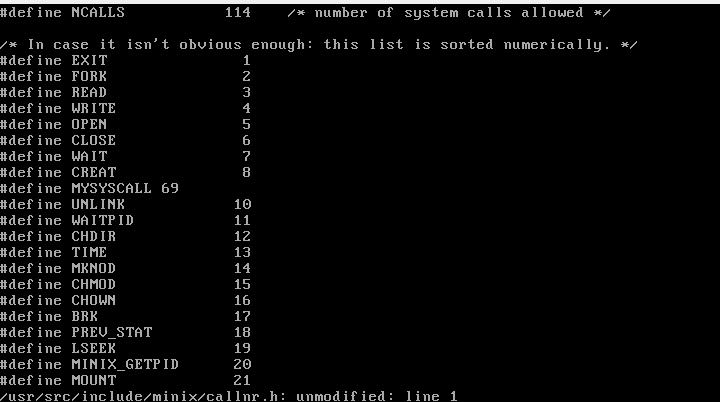 #define NCALLS 114 /* number of system calls allowed */
/* In case it isn't obvious enough: this list is sorted numerically. */
#define EXIT 1
#define FORK 2
#define READ 3
#define WRITE 4
#define OPEN 5
#define CLOSE 6
#define WAIT 7
#define CREAT 8
#define MYSYSCALL 69
#define UNLINK 10
#define WAITPID 11
#define CHDIR 12
#define TIME 13
#define MKNOD 14
#define CHMOD 15
#define CHOWN 16
#define BRK 17
#define PREV_STAT 18
#define LSEEK 19
#define MINIX_GETPID 20
#define MOUNT 21
/usr/src/include/minix/callnr.h: unmodified: line 1